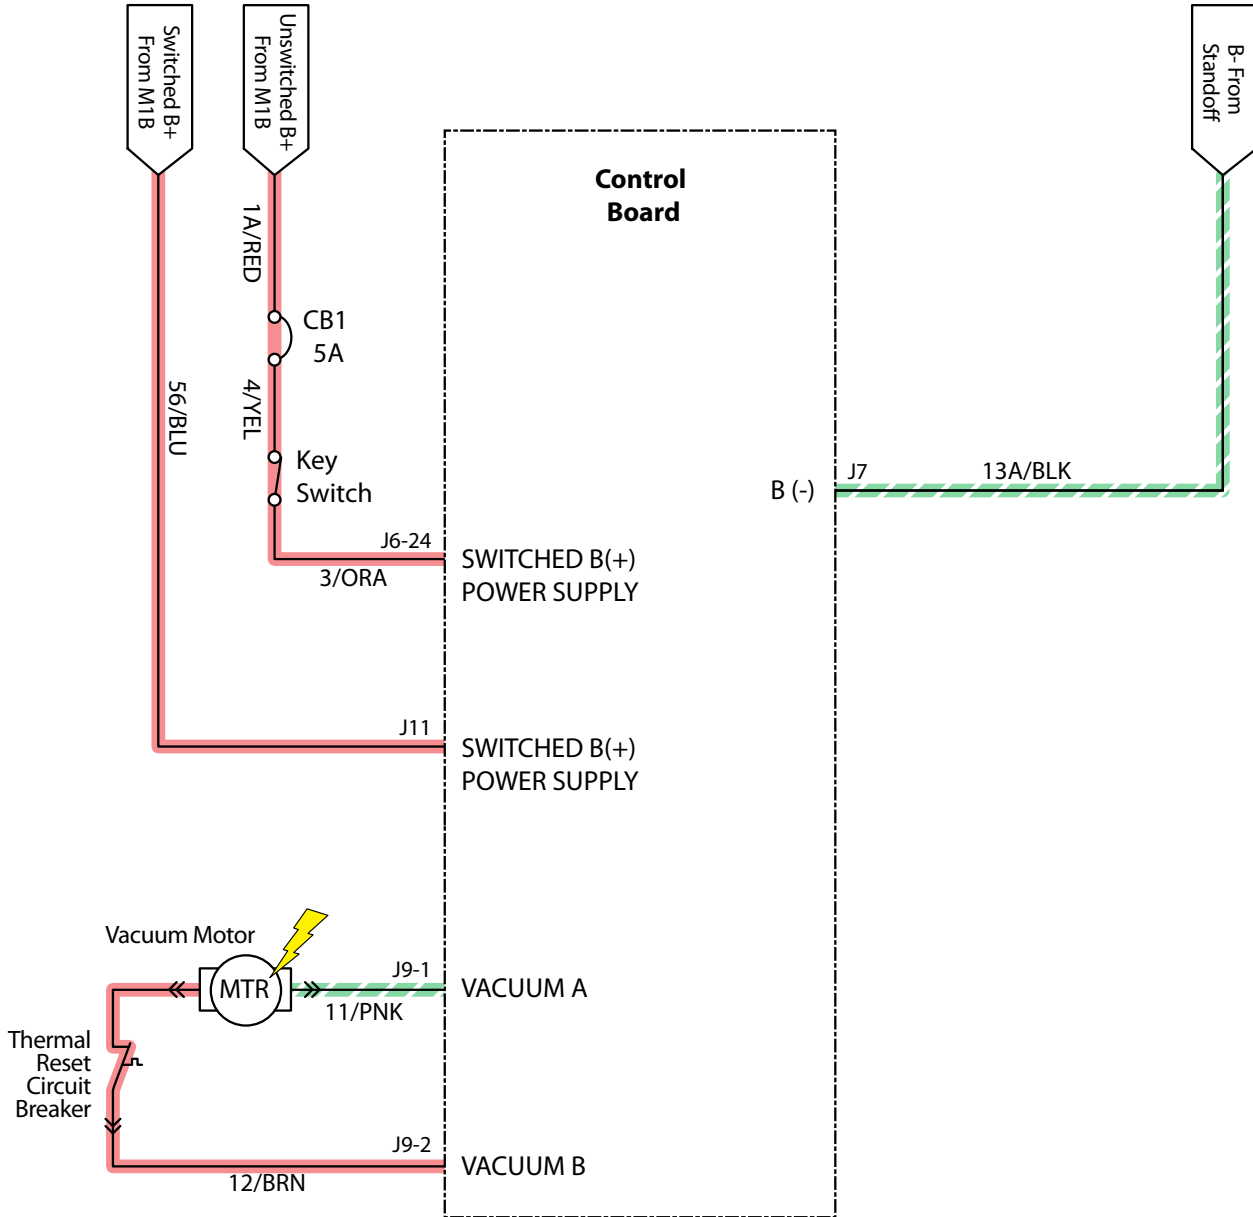 Switched B+
From M1B
Unswitched B+
From M1B
B- From
Standoff
Control
Board
1A/RED
CB1
5A
56/BLU
4/YEL
Key
Switch
J7
13A/BLK
B (-)
J6-24
3/ORA
SWITCHED B(+)
POWER SUPPLY
J11
SWITCHED B(+)
POWER SUPPLY
Vacuum Motor
MTR
J9-1
11/PNK
VACUUM A
Thermal
Reset
Circuit
Breaker
J9-2
12/BRN
VACUUM B